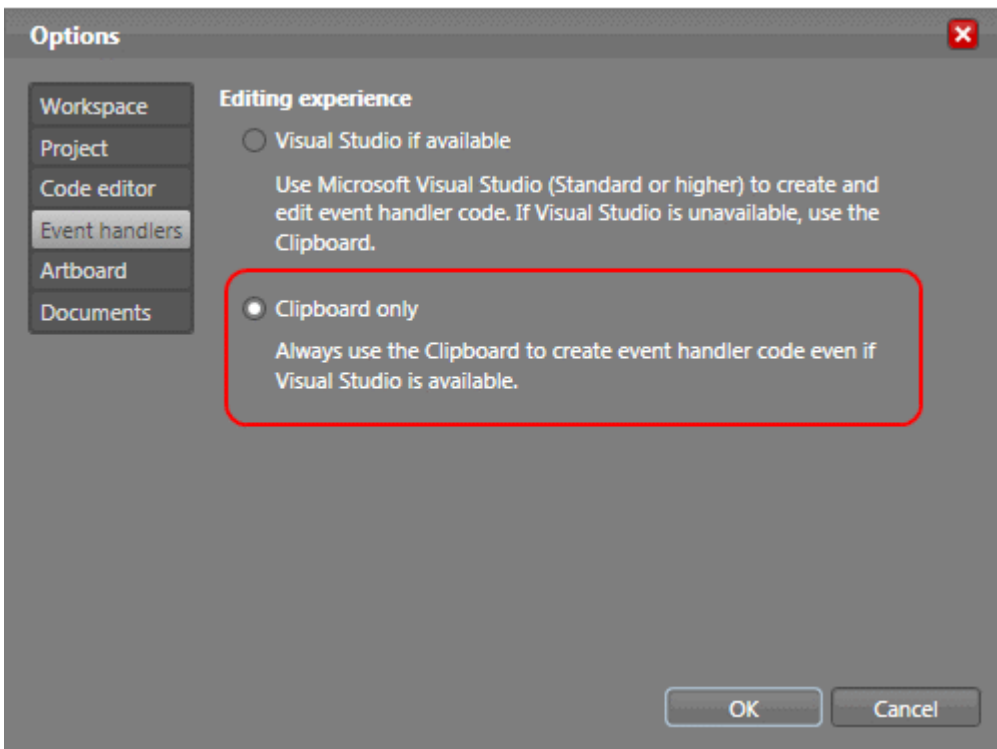 Options
Workspace
Project
Code editor
Event handlers
Artboard
Documents
Editing experience
Visual Studio if available
Use Microsoft Visual Studio (Standard or higher) to create and
edit event handler code. If Visual Studio is unavailable, use the
Clipboard.
Clipboard only
Always use the Clipboard to create event handler code even if
Visual Studio is available.
OK
Cancel